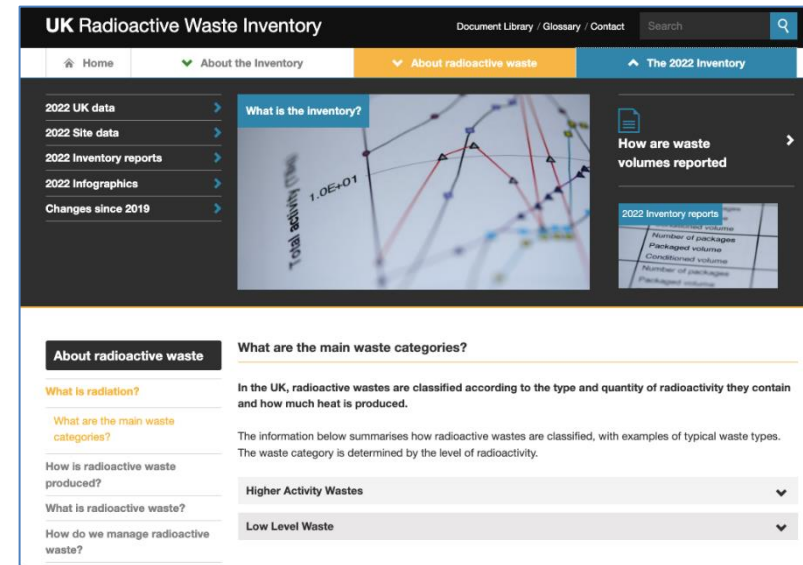 UK Radioactive Waste Inventory
Document Library / Glossary / Contact
Search
Home
About the Inventory
About radioactive waste
The 2022 Inventory
2022 UK data
2022 Site data
2022 Inventory reports
2022 Infographics
Changes since 2019
What is the inventory?
Total activity (TBq)
1.0E+01
How are waste
volumes reported
2022 Inventory reports
Conditioned volume
Number of packages
Packaged volume
Conditioned volume
Number of packages
Packaged volume
About radioactive waste
What is radiation?
What are the main waste
categories?
How is radioactive waste
produced?
What is radioactive waste?
How do we manage radioactive
waste?
What are the main waste categories?
In the UK, radioactive wastes are classified according to the type and quantity of radioactivity they contain
and how much heat is produced.
The information below summarises how radioactive wastes are classified, with examples of typical waste types.
The waste category is determined by the level of radioactivity.
Higher Activity Wastes
Low Level Waste